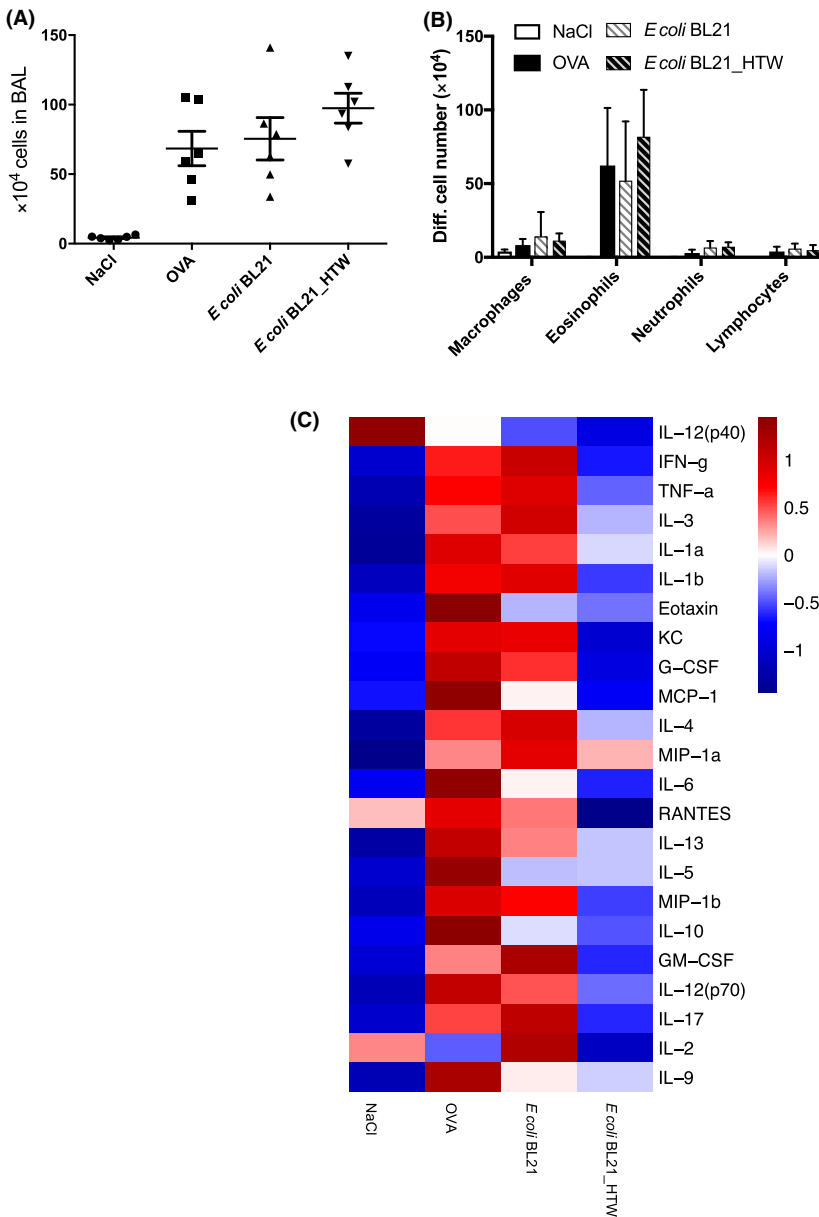 (A)
×10⁴ cells in BAL
150
100
50
0
NaCl
OVA
E coli BL21
E coli BL21_HTW
(B)
NaCl
E coli BL21
OVA
E coli BL21_HTW
Diff. cell number (×10⁴)
150
100
50
0
Macrophages
Eosinophils
Neutrophils
Lymphocytes
(C)
IL−12(p40)
IFN−g
TNF−a
IL−3
IL−1a
IL−1b
Eotaxin
KC
G−CSF
MCP−1
IL−4
MIP−1a
IL−6
RANTES
IL−13
IL−5
MIP−1b
IL−10
GM−CSF
IL−12(p70)
IL−17
IL−2
IL−9
1
0.5
0
−0.5
−1
NaCl
OVA
E coli BL21
E coli BL21_HTW